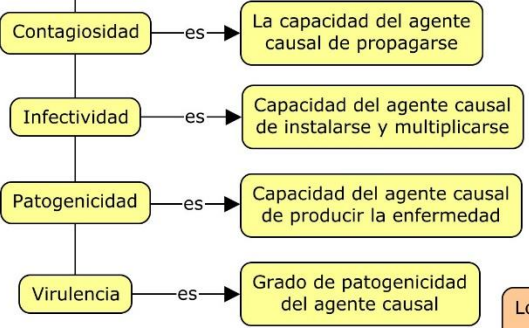 Contagiosidad
es
La capacidad del agente
causal de propagarse
Infectividad
es
Capacidad del agente causal
de instalarse y multiplicarse
Patogenicidad
es
Capacidad del agente causal
de producir la enfermedad
Virulencia
es
Grado de patogenicidad
del agente causal